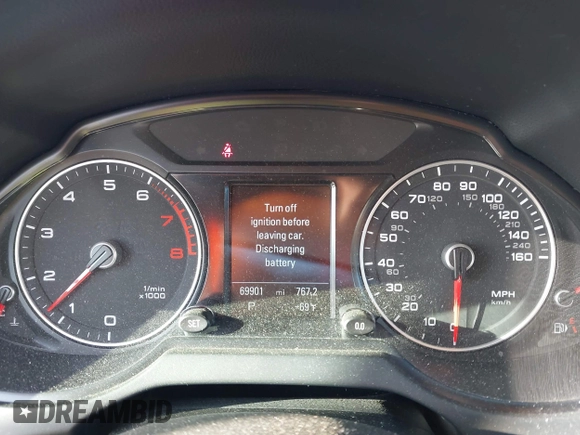 Turn off
ignition before
leaving car.
Discharging
battery
69901 mi 767.2
P -69°F
0
1
2
3
4
5
6
7
8
1/min
x1000
SET
0.0
0
10
20
30
40
50
60
70
80
90
100
120
140
160
30
60
90
120
150
180
210
240
MPH
km/h
DREAMBID